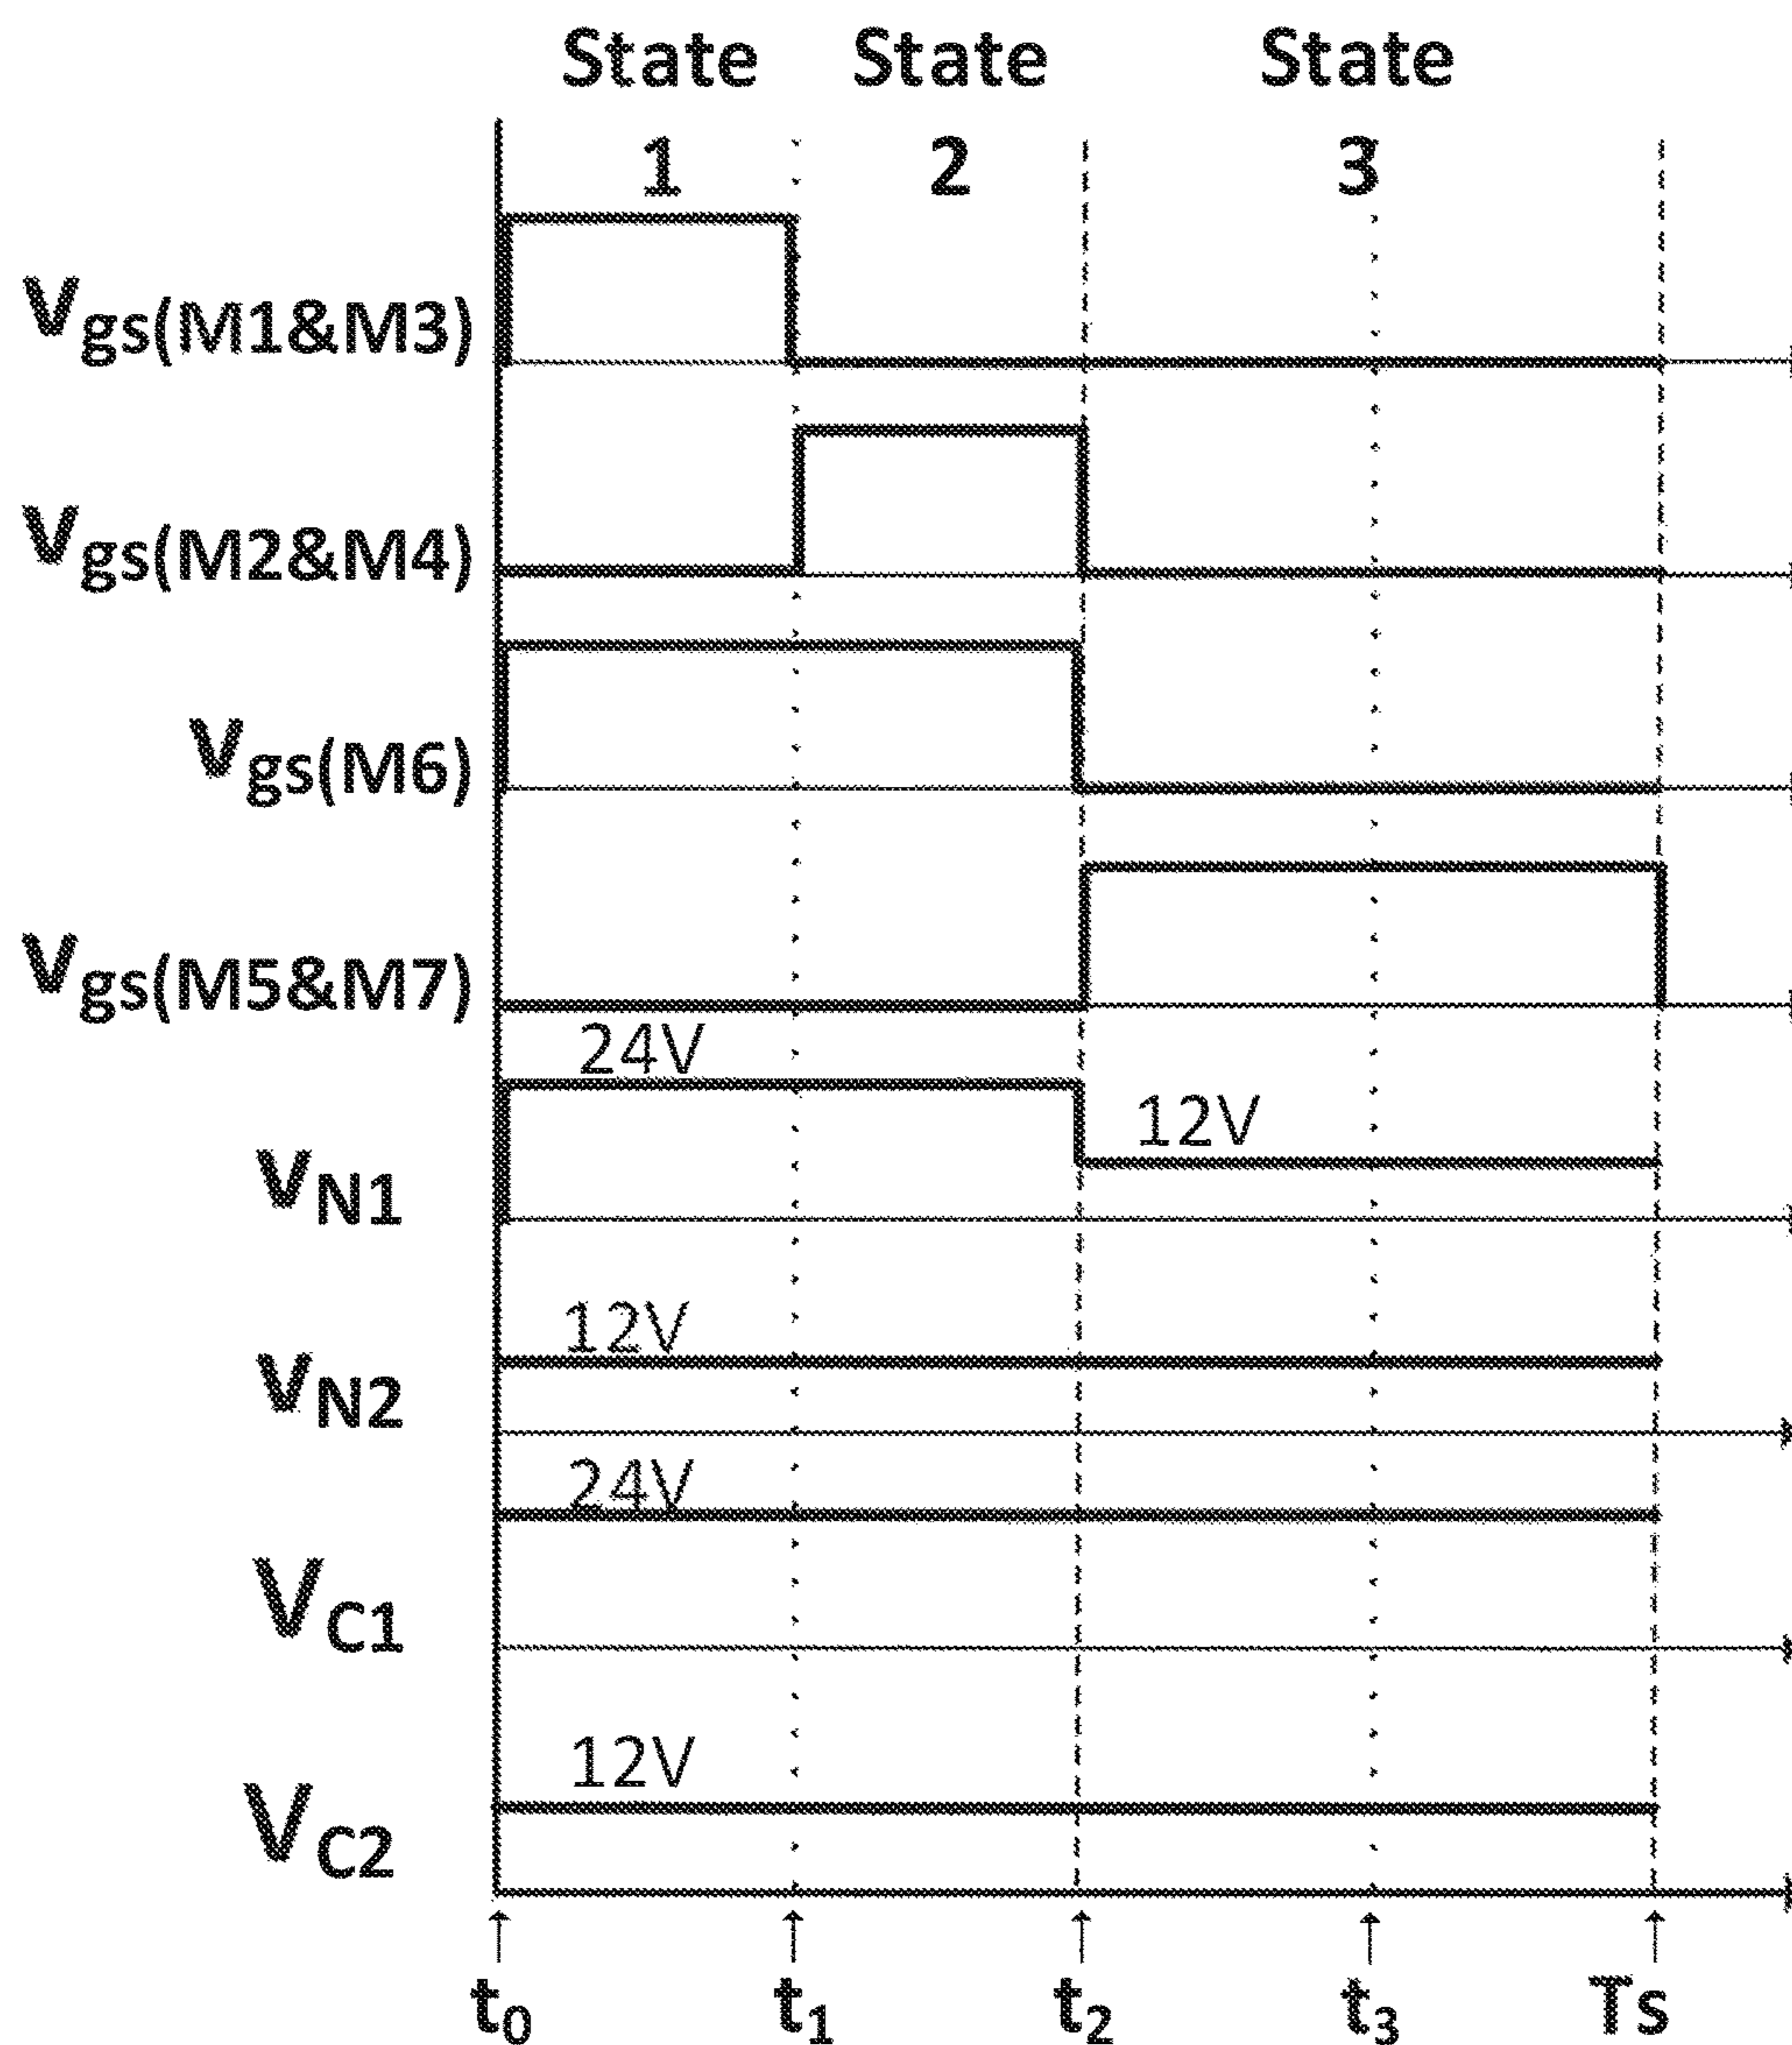 State State State
1 2 3
Vgs(M1&M3)
Vgs(M2&M4)
Vgs(M6)
Vgs(M5&M7)
24V
12V
VN1
12V
VN2
24V
VC1
12V
VC2
t0 t1 t2 t3 Ts